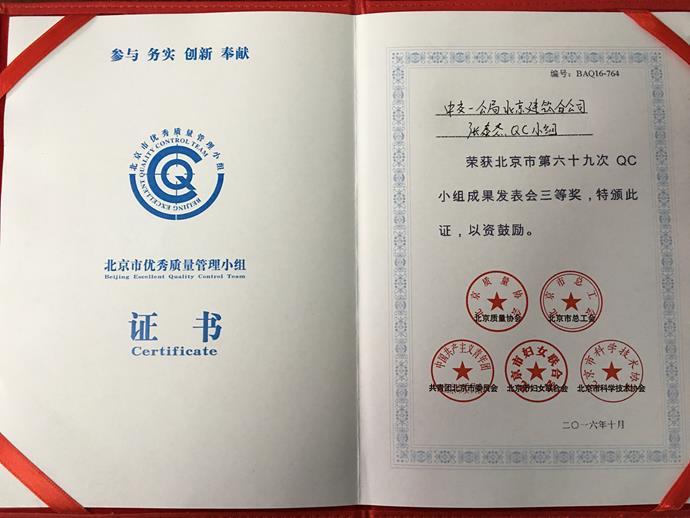 参与 务实 创新 奉献
北京市优秀质量管理小组
BEIJING EXCELLENT QUALITY CONTROL TEAM
QC
北京市优秀质量管理小组
Beijing Excellent Quality Control Team
证 书
Certificate
编号：BAQ16-764
中交一公局北京建筑分公司
QC小组
荣获北京市第六十九次 QC
小组成果发表会三等奖，特颁此
证，以资鼓励。
北京质量协会
北京质量协会
北京市总工会
北京市总工会
中国共产主义青年团
共青团北京市委员会
北京市妇女联合会
北京市妇女联合会
北京市科学技术协会
北京市科学技术协会
二〇一六年十月